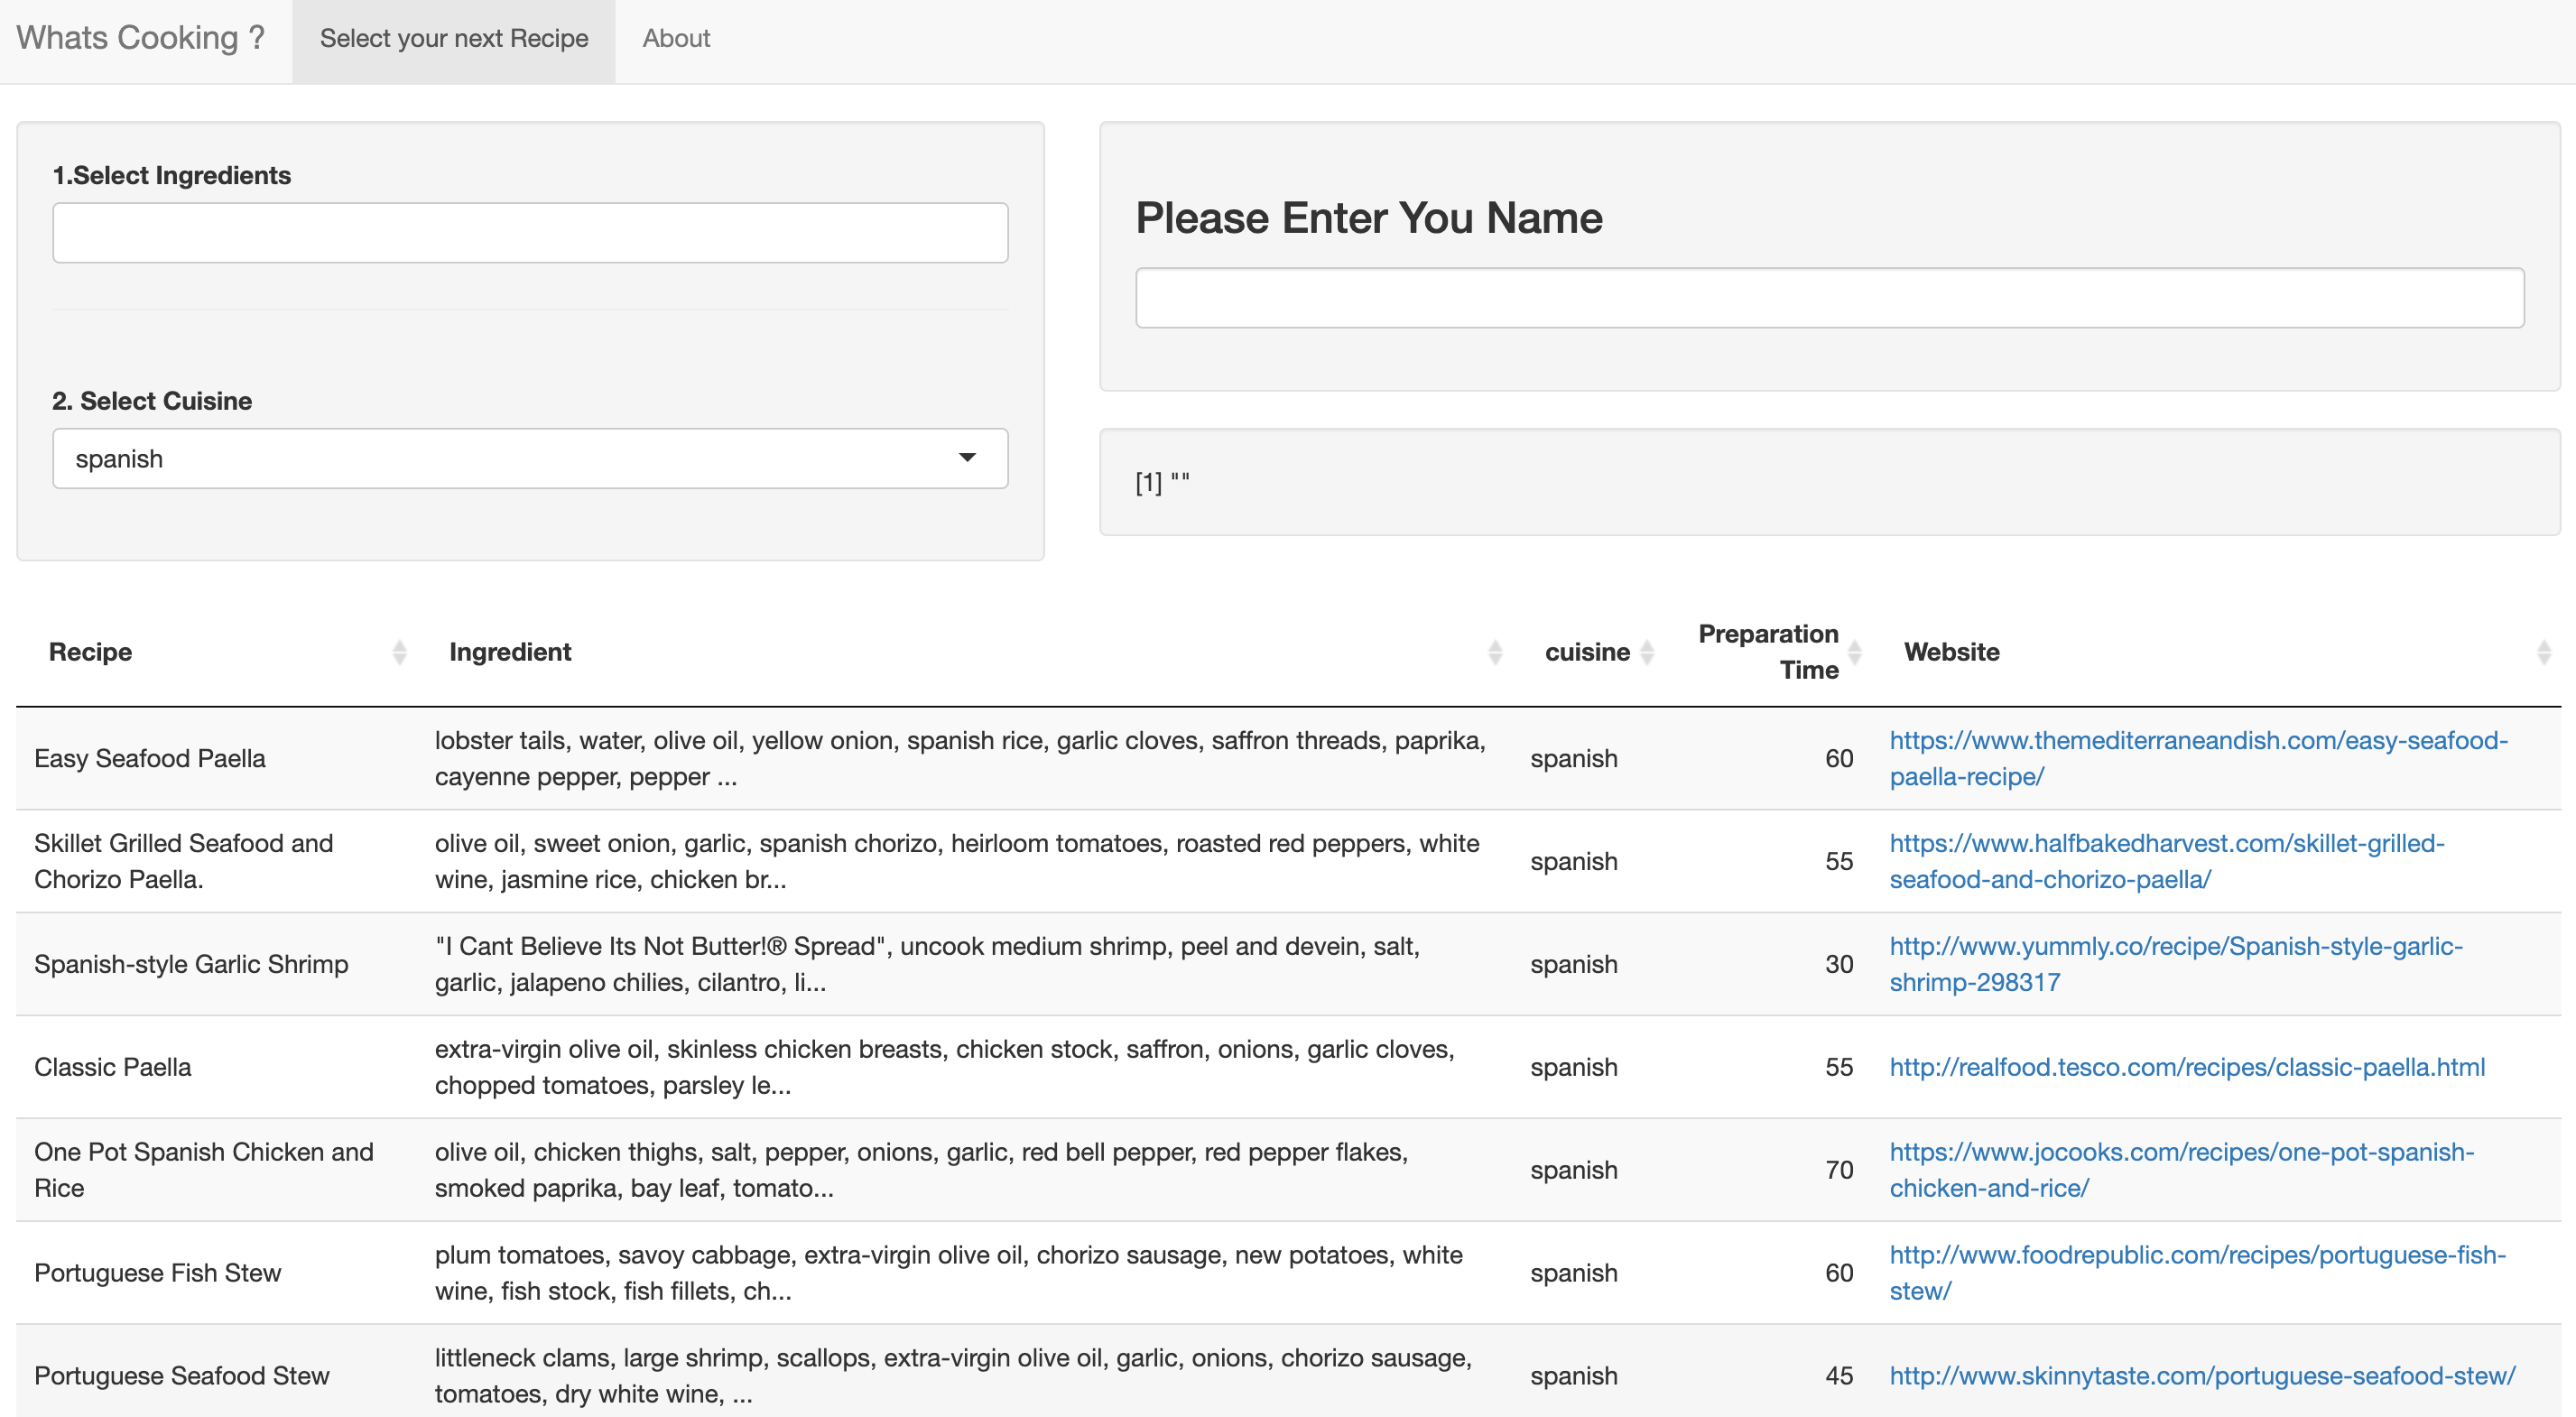 Whats Cooking ? Select your next Recipe About
1.Select Ingredients
2. Select Cuisine
spanish
Please Enter You Name
[1] ""
Recipe Ingredient cuisine Preparation Time Website
Easy Seafood Paella
lobster tails, water, olive oil, yellow onion, spanish rice, garlic cloves, saffron threads, paprika,
cayenne pepper, pepper ...
spanish
60
https://www.themediterraneandish.com/easy-seafood-
paella-recipe/
Skillet Grilled Seafood and
Chorizo Paella.
olive oil, sweet onion, garlic, spanish chorizo, heirloom tomatoes, roasted red peppers, white
wine, jasmine rice, chicken br...
spanish
55
https://www.halfbakedharvest.com/skillet-grilled-
seafood-and-chorizo-paella/
Spanish-style Garlic Shrimp
"I Cant Believe Its Not Butter!® Spread", uncook medium shrimp, peel and devein, salt,
garlic, jalapeno chilies, cilantro, li...
spanish
30
http://www.yummly.co/recipe/Spanish-style-garlic-
shrimp-298317
Classic Paella
extra-virgin olive oil, skinless chicken breasts, chicken stock, saffron, onions, garlic cloves,
chopped tomatoes, parsley le...
spanish
55
http://realfood.tesco.com/recipes/classic-paella.html
One Pot Spanish Chicken and
Rice
olive oil, chicken thighs, salt, pepper, onions, garlic, red bell pepper, red pepper flakes,
smoked paprika, bay leaf, tomato...
spanish
70
https://www.jocooks.com/recipes/one-pot-spanish-
chicken-and-rice/
Portuguese Fish Stew
plum tomatoes, savoy cabbage, extra-virgin olive oil, chorizo sausage, new potatoes, white
wine, fish stock, fish fillets, ch...
spanish
60
http://www.foodrepublic.com/recipes/portuguese-fish-
stew/
Portuguese Seafood Stew
littleneck clams, large shrimp, scallops, extra-virgin olive oil, garlic, onions, chorizo sausage,
tomatoes, dry white wine, ...
spanish
45
http://www.skinnytaste.com/portuguese-seafood-stew/